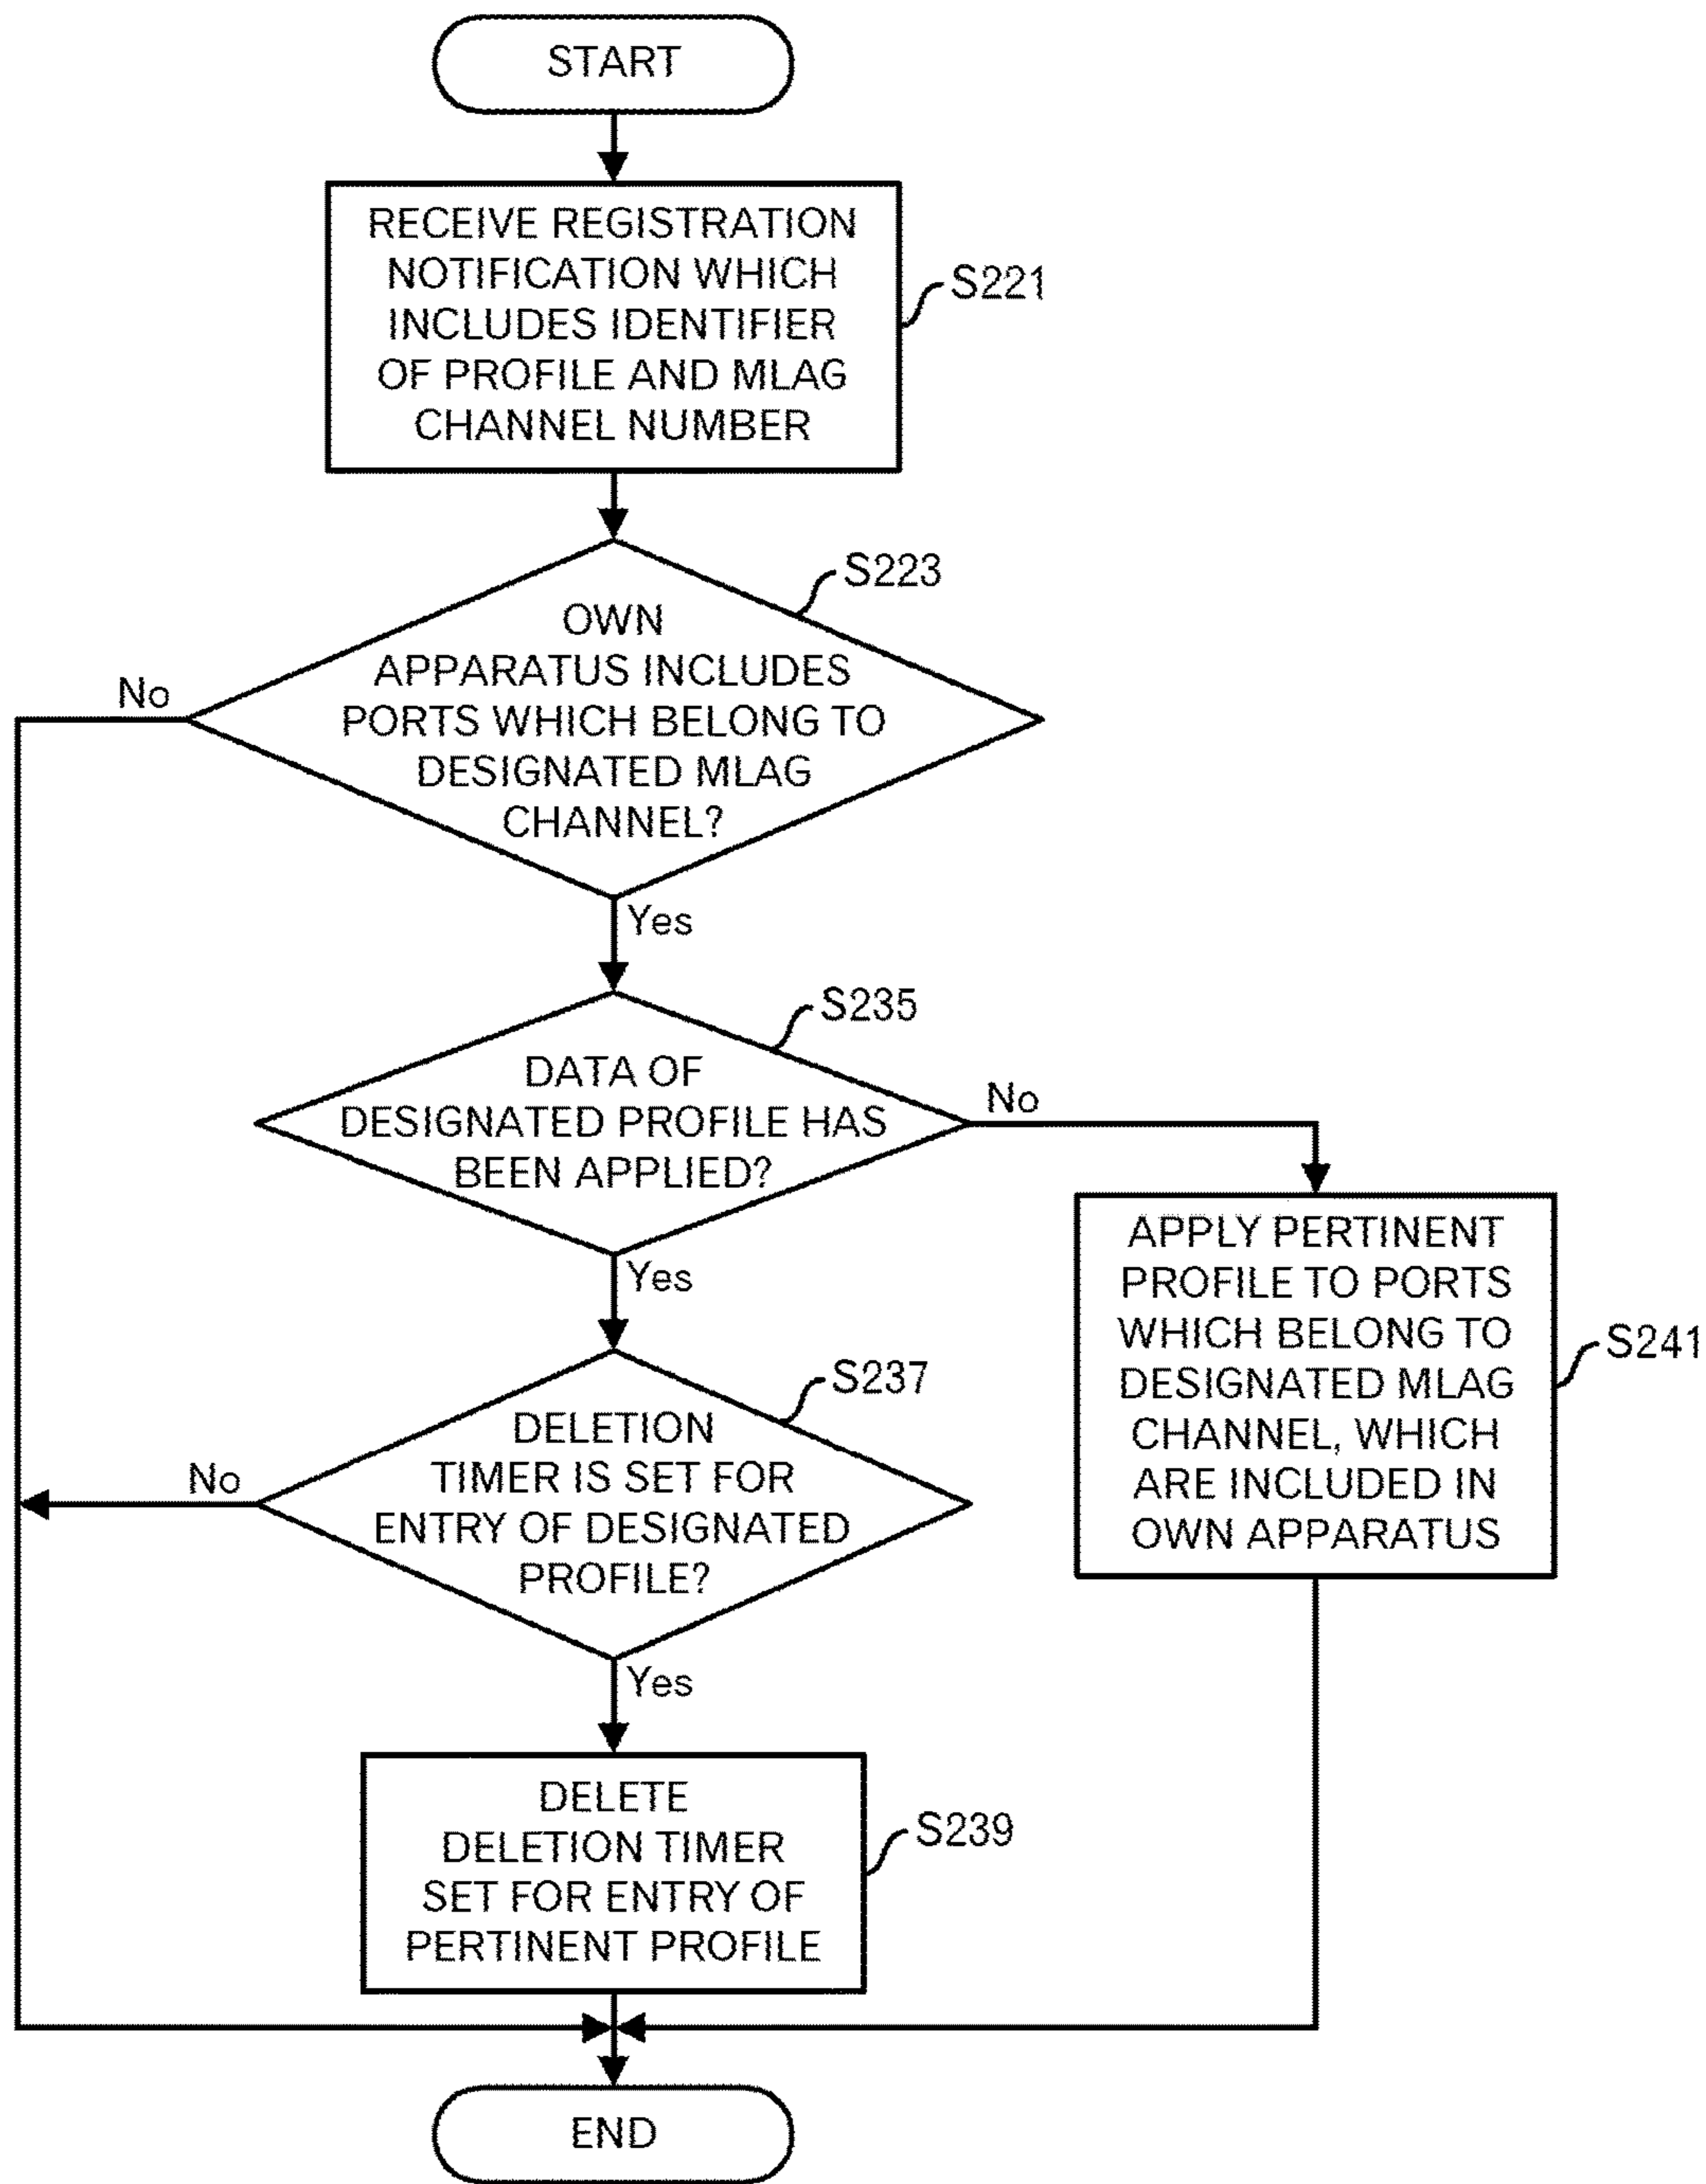 START
RECEIVE REGISTRATION
NOTIFICATION WHICH
INCLUDES IDENTIFIER
OF PROFILE AND MLAG
CHANNEL NUMBER
S221
S223
OWN
APPARATUS INCLUDES
PORTS WHICH BELONG TO
DESIGNATED MLAG
CHANNEL?
No
Yes
S235
DATA OF
DESIGNATED PROFILE HAS
BEEN APPLIED?
No
Yes
APPLY PERTINENT
PROFILE TO PORTS
WHICH BELONG TO
DESIGNATED MLAG
CHANNEL, WHICH
ARE INCLUDED IN
OWN APPARATUS
S241
S237
DELETION
TIMER IS SET FOR
ENTRY OF DESIGNATED
PROFILE?
No
Yes
DELETE
DELETION TIMER
SET FOR ENTRY OF
PERTINENT PROFILE
S239
END